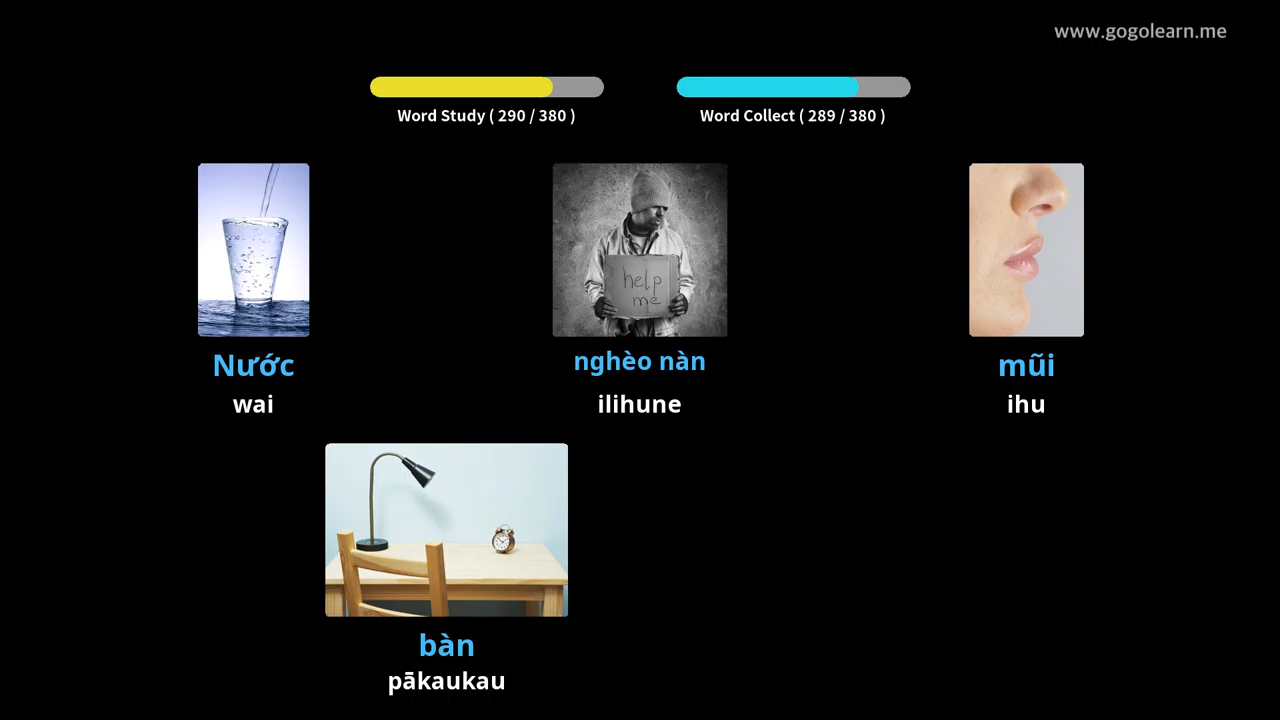 www.gogolearn.me
Word Study ( 290 / 380 )
Word Collect ( 289 / 380 )
help
me
Nước
wai
nghèo nàn
ilihune
mũi
ihu
bàn
pākaukau